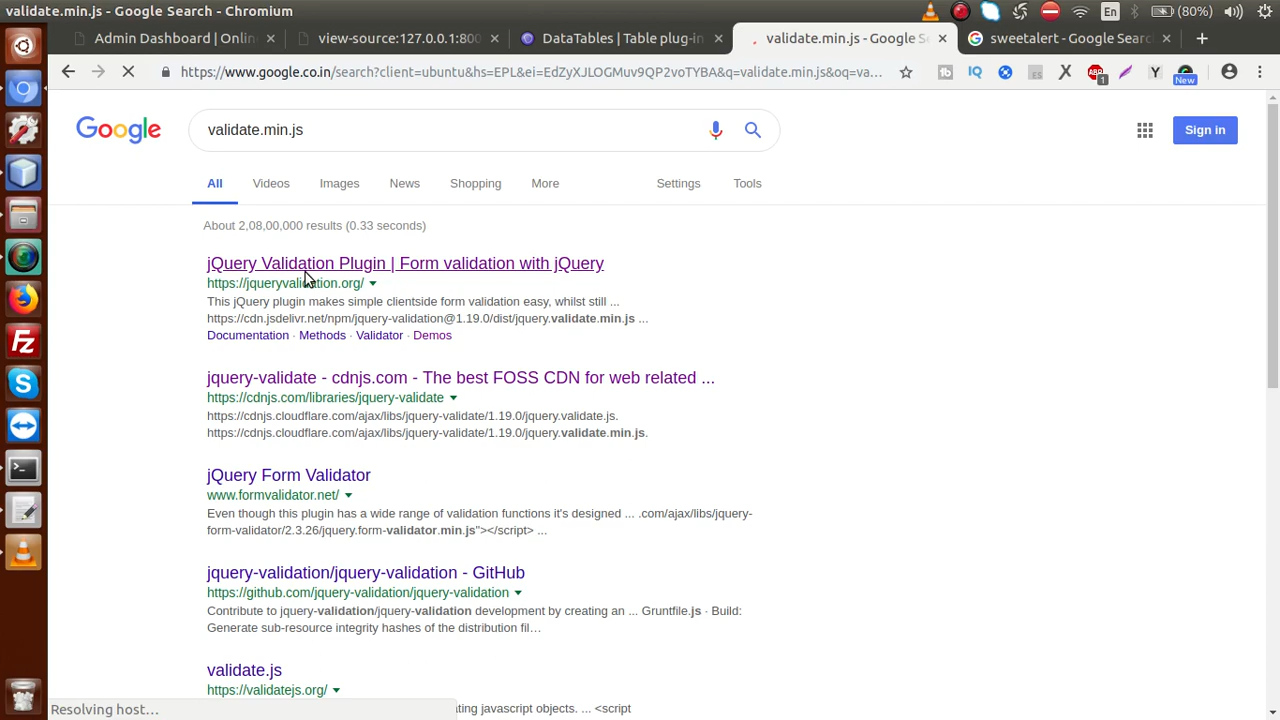 validate.min.js - Google Search - Chromium
En
(80%)
Admin Dashboard | Onlin
view-source:127.0.0.1:800
DataTables | Table plug-in
validate.min.js - Google S
sweetalert - Google Searc
https://www.google.co.in/search?client=ubuntu&hs=EPL&ei=EdZyXJLOGMuv9QP2voTYBA&q=validate.min.js&oq=va...
IQ
ABP
1
Y
New
Google
validate.min.js
Sign in
All
Videos
Images
News
Shopping
More
Settings
Tools
About 2,08,00,000 results (0.33 seconds)
jQuery Validation Plugin | Form validation with jQuery
https://jqueryvalidation.org/
This jQuery plugin makes simple clientside form validation easy, whilst still ...
https://cdn.jsdelivr.net/npm/jquery-validation@1.19.0/dist/jquery.validate.min.js ...
Documentation · Methods · Validator · Demos
jquery-validate - cdnjs.com - The best FOSS CDN for web related ...
https://cdnjs.com/libraries/jquery-validate
https://cdnjs.cloudflare.com/ajax/libs/jquery-validate/1.19.0/jquery.validate.js.
https://cdnjs.cloudflare.com/ajax/libs/jquery-validate/1.19.0/jquery.validate.min.js.
jQuery Form Validator
www.formvalidator.net/
Even though this plugin has a wide range of validation functions it's designed ... .com/ajax/libs/jquery-
form-validator/2.3.26/jquery.form-validator.min.js"></script> ...
jquery-validation/jquery-validation - GitHub
https://github.com/jquery-validation/jquery-validation
Contribute to jquery-validation/jquery-validation development by creating an ... Gruntfile.js · Build:
Generate sub-resource integrity hashes of the distribution fil...
validate.js
https://validatejs.org/
ating javascript objects. ... <script
Resolving host...